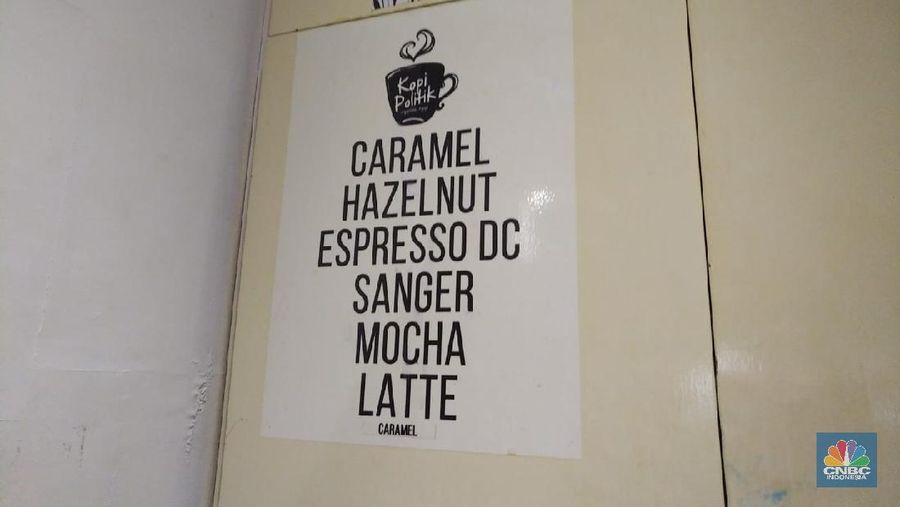 Kopi
Politik
CARAMEL
HAZELNUT
ESPRESSO DC
SANGER
MOCHA
LATTE
CARAMEL
CNBC
INDONESIA